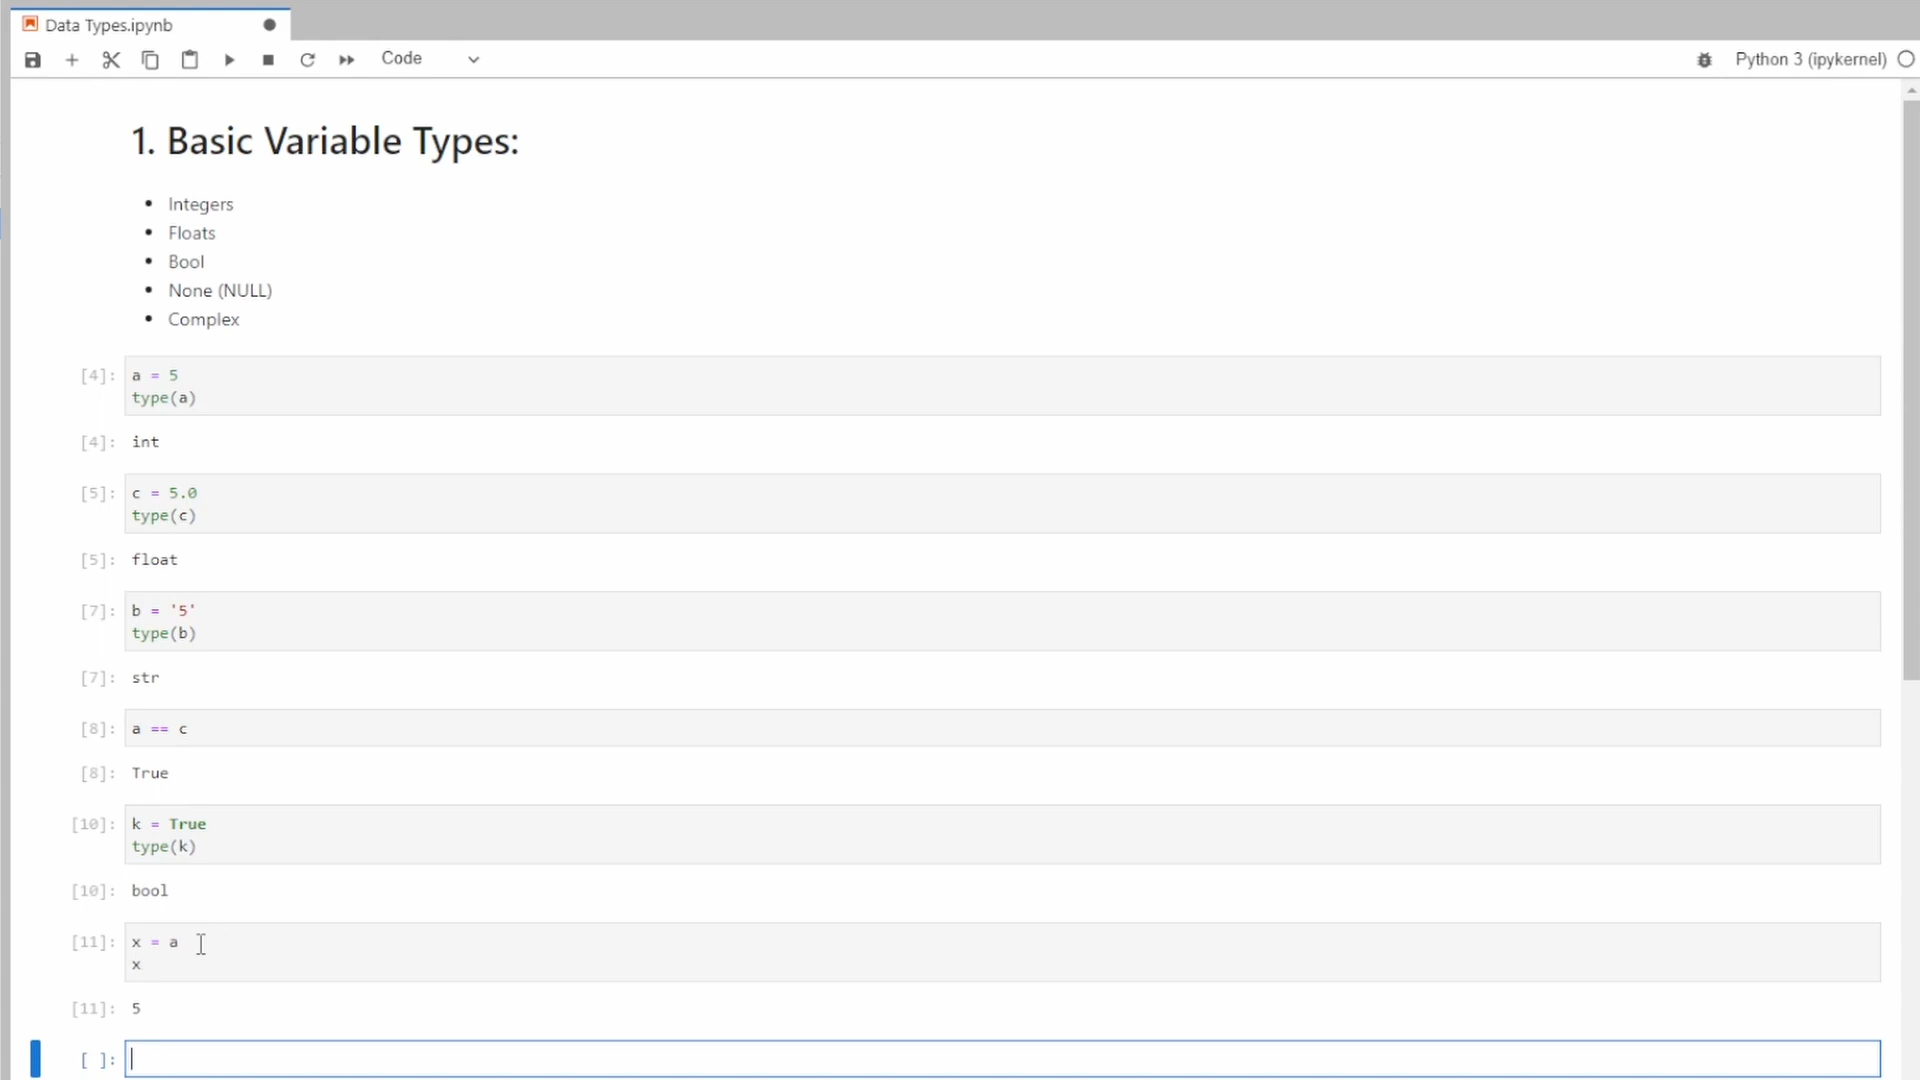 Data Types.ipynb
Code
Python 3 (ipykernel)
1. Basic Variable Types:
• Integers
• Floats
• Bool
• None (NULL)
• Complex
[4]: a = 5
type(a)
[4]: int
[5]: c = 5.0
type(c)
[5]: float
[7]: b = '5'
type(b)
[7]: str
[8]: a == c
[8]: True
[10]: k = True
type(k)
[10]: bool
[11]: x = a
x
[11]: 5
[ ]: